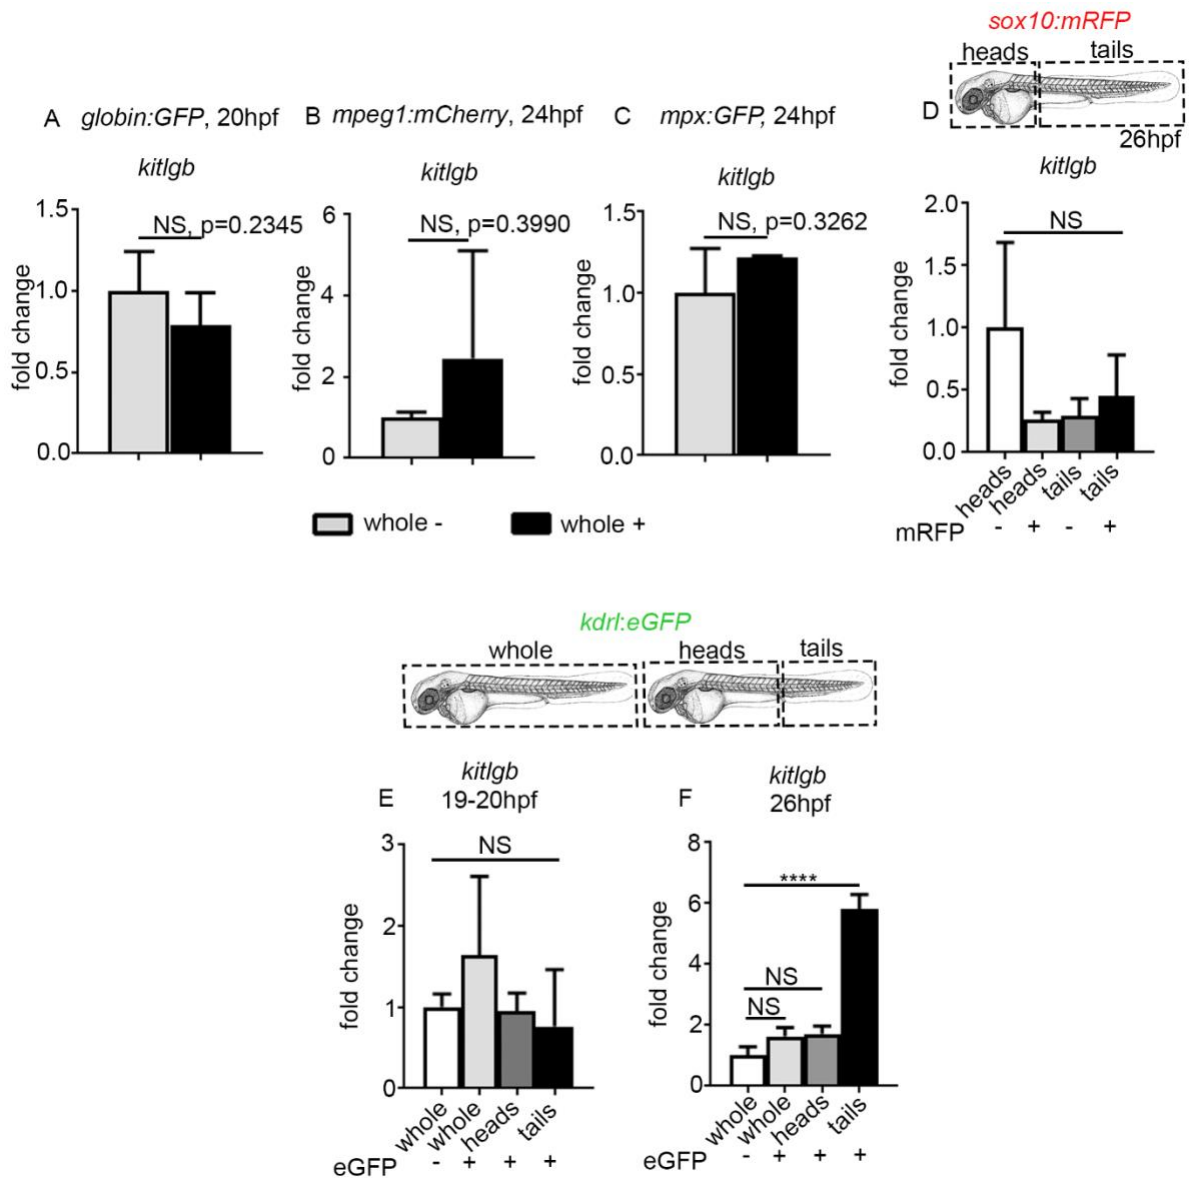 sox10:mRFP
heads tails
26hpf
A globin:GFP, 20hpf
B mpeg1:mCherry, 24hpf
C mpx:GFP, 24hpf
D
kitlgb
NS, p=0.2345
fold change
1.5
1.0
0.5
0.0
kitlgb
NS, p=0.3990
fold change
6
4
2
0
kitlgb
NS, p=0.3262
fold change
1.5
1.0
0.5
0.0
kitlgb
NS
fold change
2.0
1.5
1.0
0.5
0.0
heads heads tails tails
mRFP - + - +
whole - whole +
kdrl:eGFP
whole heads tails
E
kitlgb
19-20hpf
NS
fold change
3
2
1
0
whole whole heads tails
eGFP - + + +
F
kitlgb
26hpf
****
NS
NS
fold change
8
6
4
2
0
whole whole heads tails
eGFP - + + +